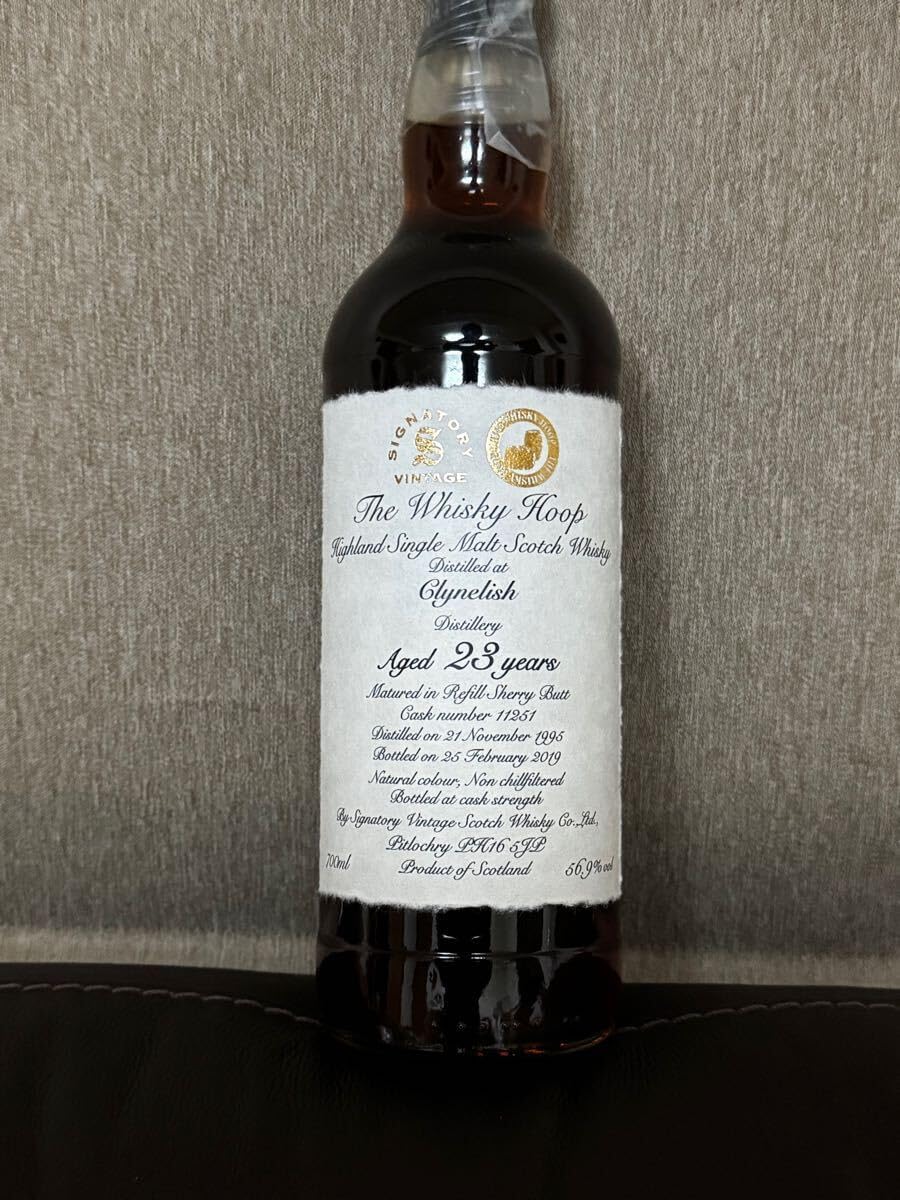 SIGNATORY
S
VINTAGE
The Whisky Hoop
Highland Single Malt Scotch Whisky
Distilled at
Clynelish
Distillery
Aged 23 years
Matured in Refill Sherry Butt
Cask number 11251
Distilled on 21 November 1995
Bottled on 25 February 2019
Natural colour, Non chillfiltered
Bottled at cask strength
By Signatory Vintage Scotch Whisky Co., Ltd.,
Pitlochry PH16 5JP
700ml Product of Scotland 56.9% vol